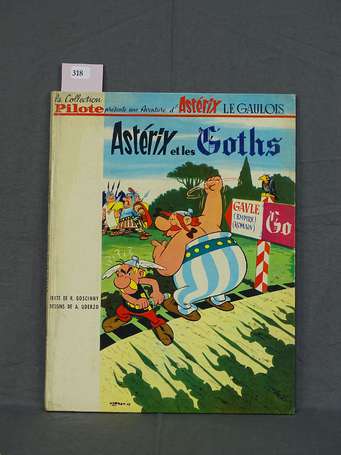 318
La Collection
Pilote
présente une Aventure d'Astérix LE GAULOIS
Astérix et les Goths
GAULE
(EMPIRE
ROMAIN)
Go
TEXTE DE R. GOSCINNY
DESSINS DE A. UDERZO